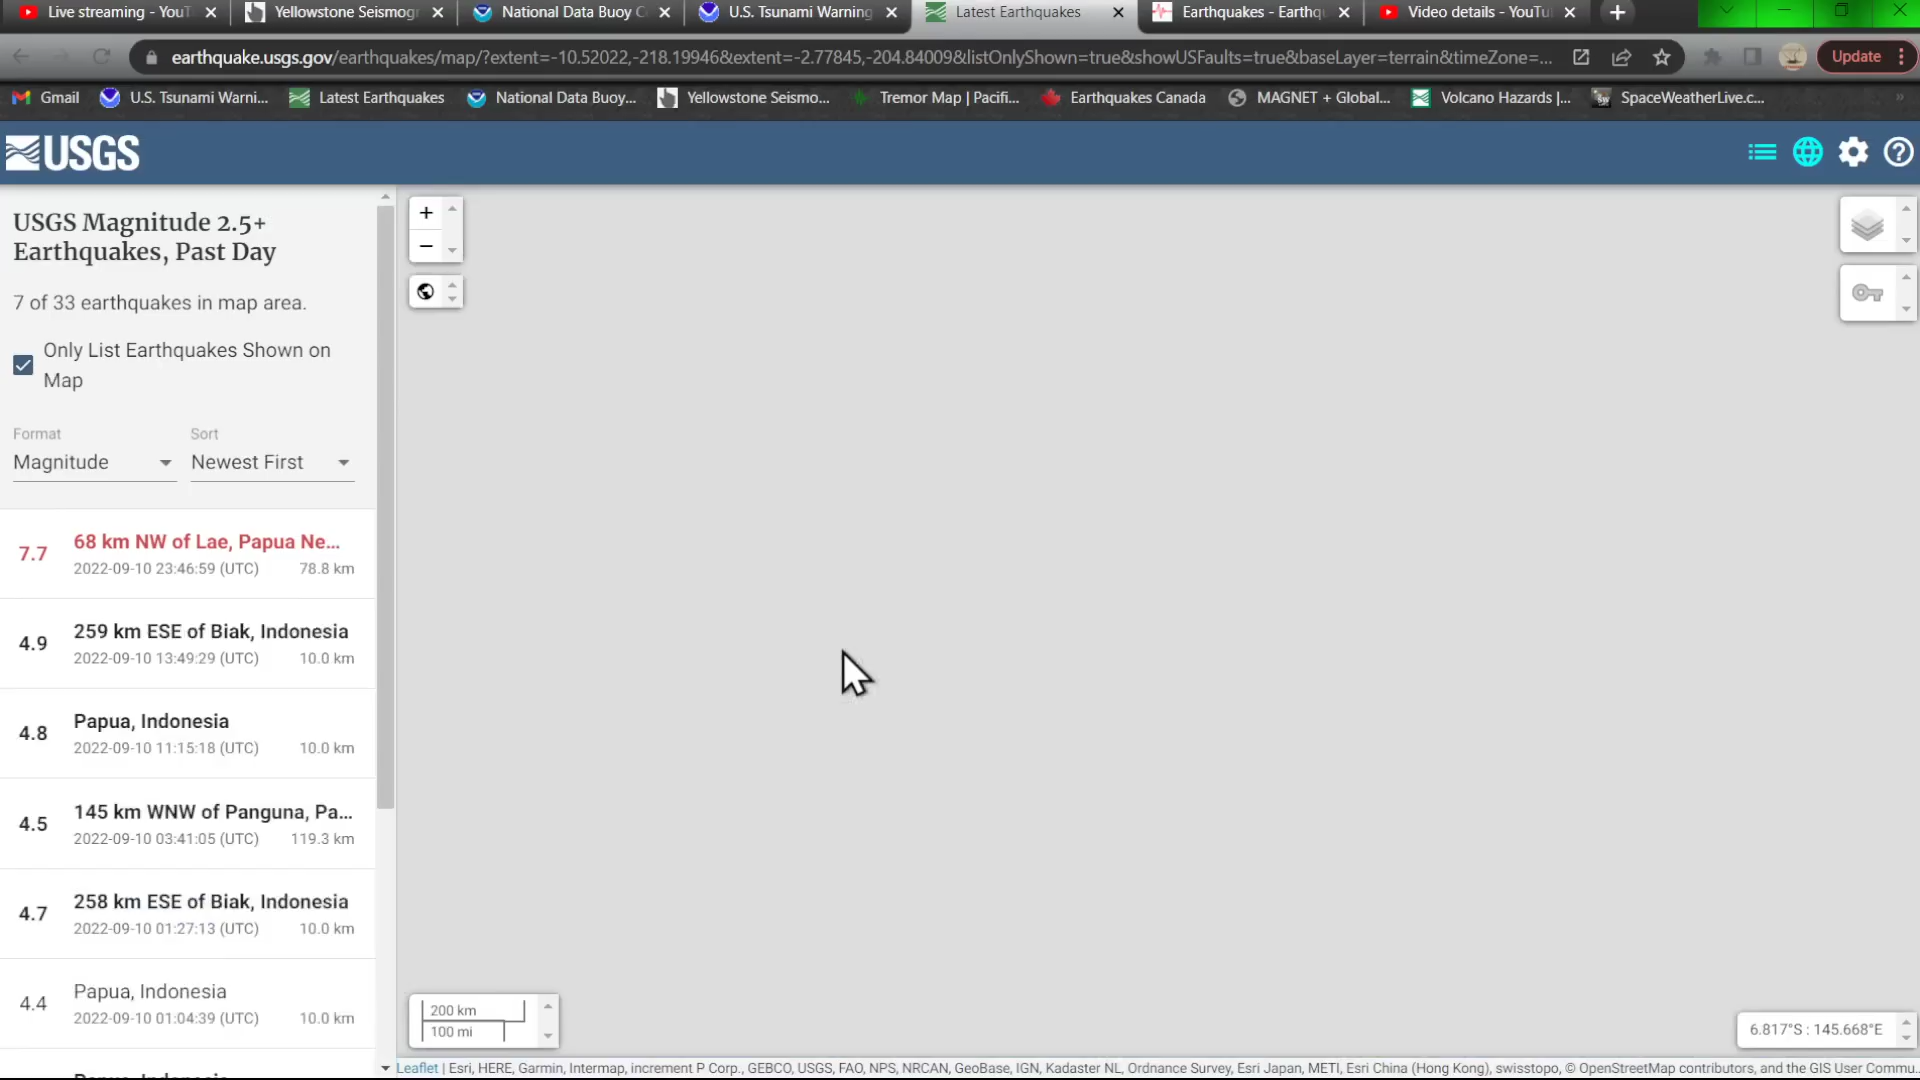 Live streaming - YouT
Yellowstone Seismogr
National Data Buoy C
U.S. Tsunami Warning
Latest Earthquakes
Earthquakes - Earthq
Video details - YouTu
earthquake.usgs.gov/earthquakes/map/?extent=-10.52022,-218.19946&extent=-2.77845,-204.84009&listOnlyShown=true&showUSFaults=true&baseLayer=terrain&timeZone=...
Update
Gmail
U.S. Tsunami Warni...
Latest Earthquakes
National Data Buoy...
Yellowstone Seismo...
Tremor Map | Pacifi...
Earthquakes Canada
MAGNET + Global...
Volcano Hazards |...
SpaceWeatherLive.c...
USGS
USGS Magnitude 2.5+
Earthquakes, Past Day
7 of 33 earthquakes in map area.
Only List Earthquakes Shown on
Map
Format
Sort
Magnitude
Newest First
7.7
68 km NW of Lae, Papua Ne...
2022-09-10 23:46:59 (UTC) 78.8 km
4.9
259 km ESE of Biak, Indonesia
2022-09-10 13:49:29 (UTC) 10.0 km
4.8
Papua, Indonesia
2022-09-10 11:15:18 (UTC) 10.0 km
4.5
145 km WNW of Panguna, Pa...
2022-09-10 03:41:05 (UTC) 119.3 km
4.7
258 km ESE of Biak, Indonesia
2022-09-10 01:27:13 (UTC) 10.0 km
4.4
Papua, Indonesia
2022-09-10 01:04:39 (UTC) 10.0 km
200 km
100 mi
6.817°S : 145.668°E
Leaflet | Esri, HERE, Garmin, Intermap, increment P Corp., GEBCO, USGS, FAO, NPS, NRCAN, GeoBase, IGN, Kadaster NL, Ordnance Survey, Esri Japan, METI, Esri China (Hong Kong), swisstopo, © OpenStreetMap contributors, and the GIS User Commu...